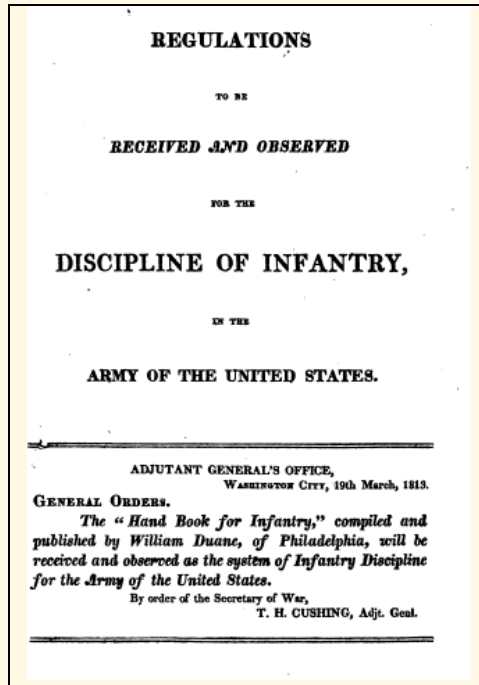 REGULATIONS
TO BE
RECEIVED AND OBSERVED
FOR THE
DISCIPLINE OF INFANTRY,
IN THE
ARMY OF THE UNITED STATES.
ADJUTANT GENERAL'S OFFICE,
WASHINGTON CITY, 19th March, 1813.
GENERAL ORDERS.
The "Hand Book for Infantry," compiled and
published by William Duane, of Philadelphia, will be
received and observed as the system of Infantry Discipline
for the Army of the United States.
By order of the Secretary of War,
T. H. CUSHING, Adjt. Genl.